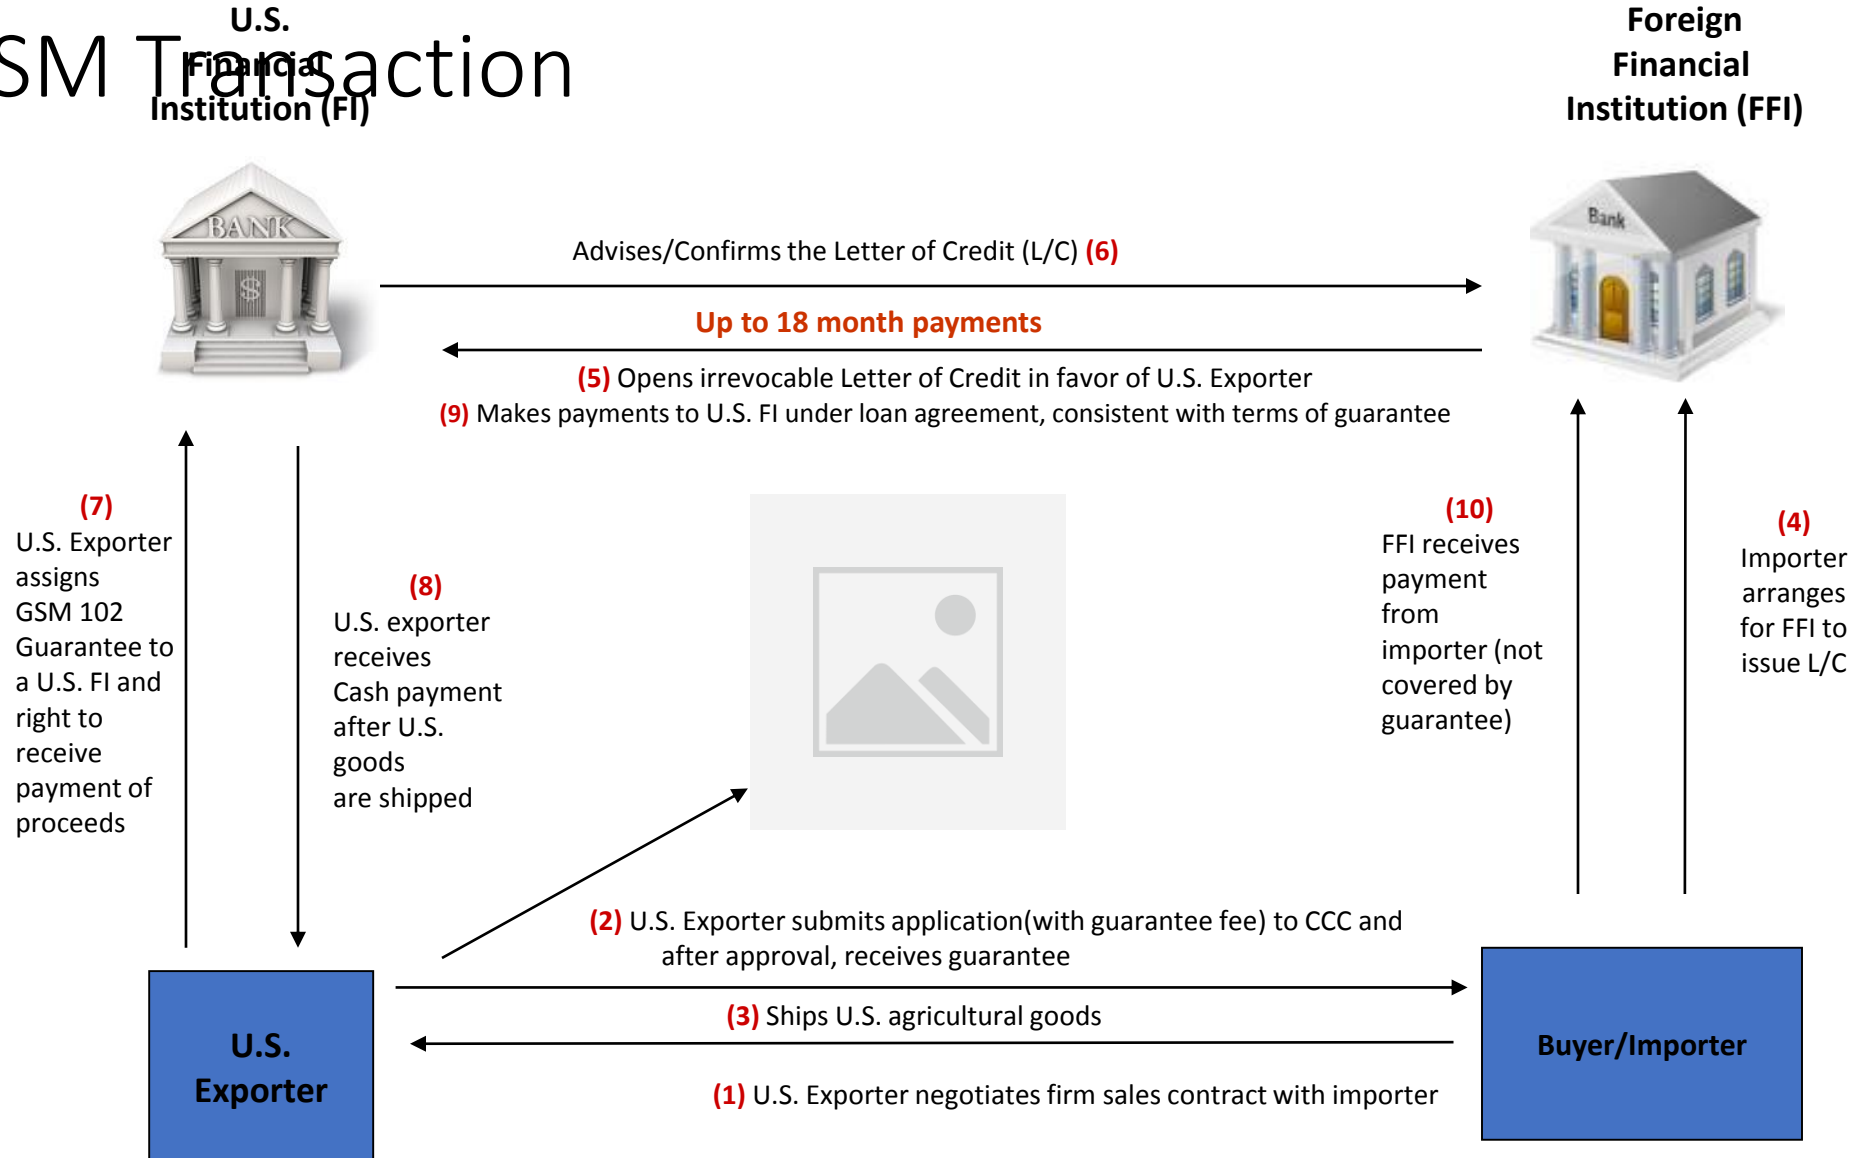 U.S.
Financial
Institution (FI)
SM Transaction
Foreign
Financial
Institution (FFI)
BANK
$
Bank
Advises/Confirms the Letter of Credit (L/C) (6)
Up to 18 month payments
(5) Opens irrevocable Letter of Credit in favor of U.S. Exporter
(9) Makes payments to U.S. FI under loan agreement, consistent with terms of guarantee
(7)
U.S. Exporter
assigns
GSM 102
Guarantee to
a U.S. FI and
right to
receive
payment of
proceeds
(8)
U.S. exporter
receives
Cash payment
after U.S.
goods
are shipped
(10)
FFI receives
payment
from
importer (not
covered by
guarantee)
(4)
Importer
arranges
for FFI to
issue L/C
(2) U.S. Exporter submits application(with guarantee fee) to CCC and
after approval, receives guarantee
(3) Ships U.S. agricultural goods
(1) U.S. Exporter negotiates firm sales contract with importer
U.S.
Exporter
Buyer/Importer